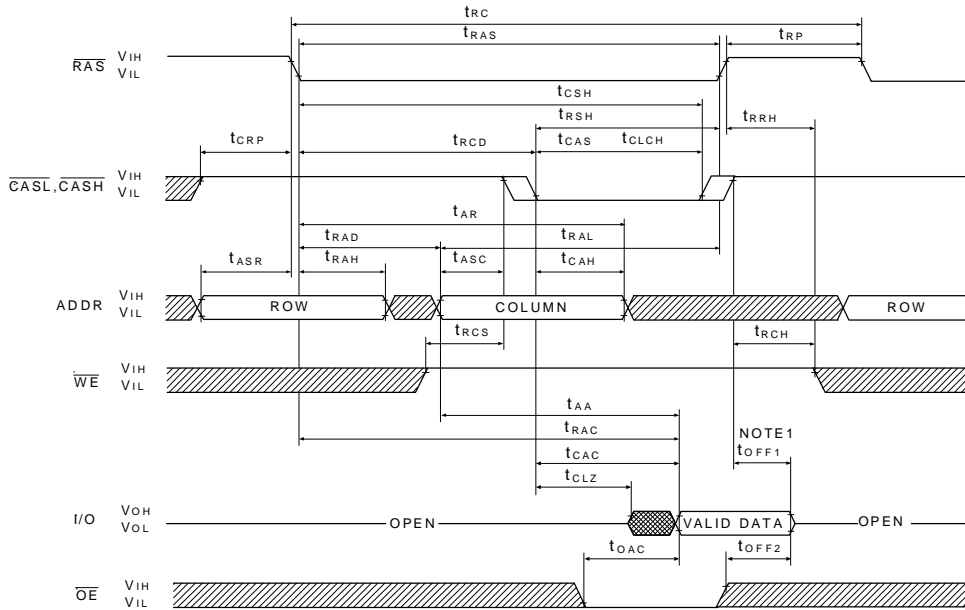 tRC
tRAS
tRP
RAS
VIH
VIL
tCSH
tRSH
tRRH
tCRP
tRCD
tCAS
tCLCH
CASL,CASH
VIH
VIL
tAR
tRAD
tRAL
tASR
tRAH
tASC
tCAH
ADDR
VIH
VIL
ROW
COLUMN
ROW
tRCS
tRCH
WE
VIH
VIL
tAA
tRAC
NOTE1
tCAC
tOFF1
tCLZ
I/O
VOH
VOL
OPEN
VALID DATA
OPEN
tOAC
tOFF2
OE
VIH
VIL